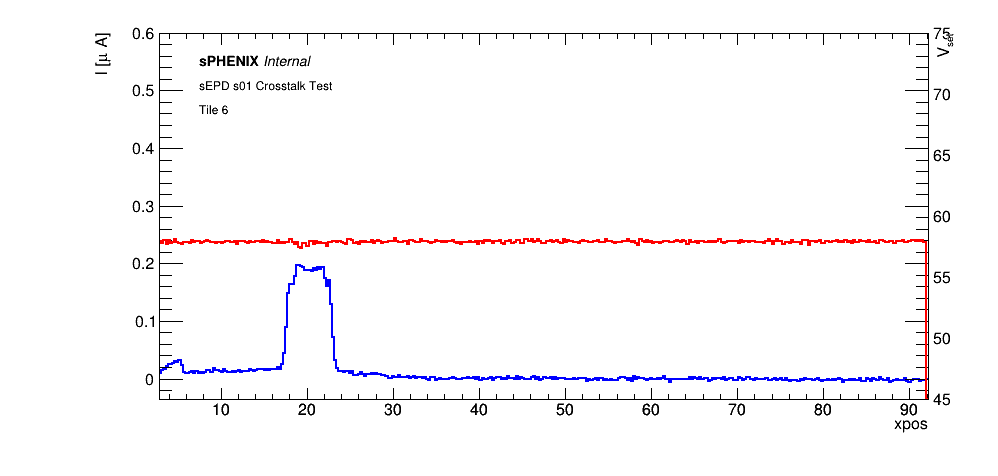 I [μ A]
0.6
0.5
0.4
0.3
0.2
0.1
0
sPHENIX Internal
sEPD s01 Crosstalk Test
Tile 6
75
70
65
60
55
50
45
V_set
10 20 30 40 50 60 70 80 90
xpos